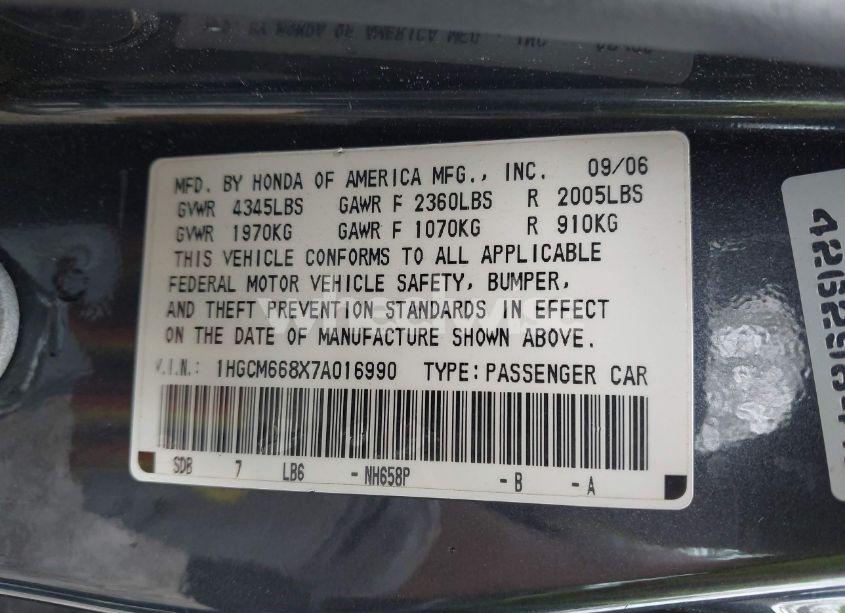 MFD. BY HONDA OF AMERICA MFG., INC. 09/06
GVWR 4345LBS GAWR F 2360LBS R 2005LBS
GVWR 1970KG GAWR F 1070KG R 910KG
THIS VEHICLE CONFORMS TO ALL APPLICABLE
FEDERAL MOTOR VEHICLE SAFETY, BUMPER,
AND THEFT PREVENTION STANDARDS IN EFFECT
ON THE DATE OF MANUFACTURE SHOWN ABOVE.
V.I.N.: 1HGCM668X7A016990 TYPE: PASSENGER CAR
SDB 7 LB6 - NH658P - B - A